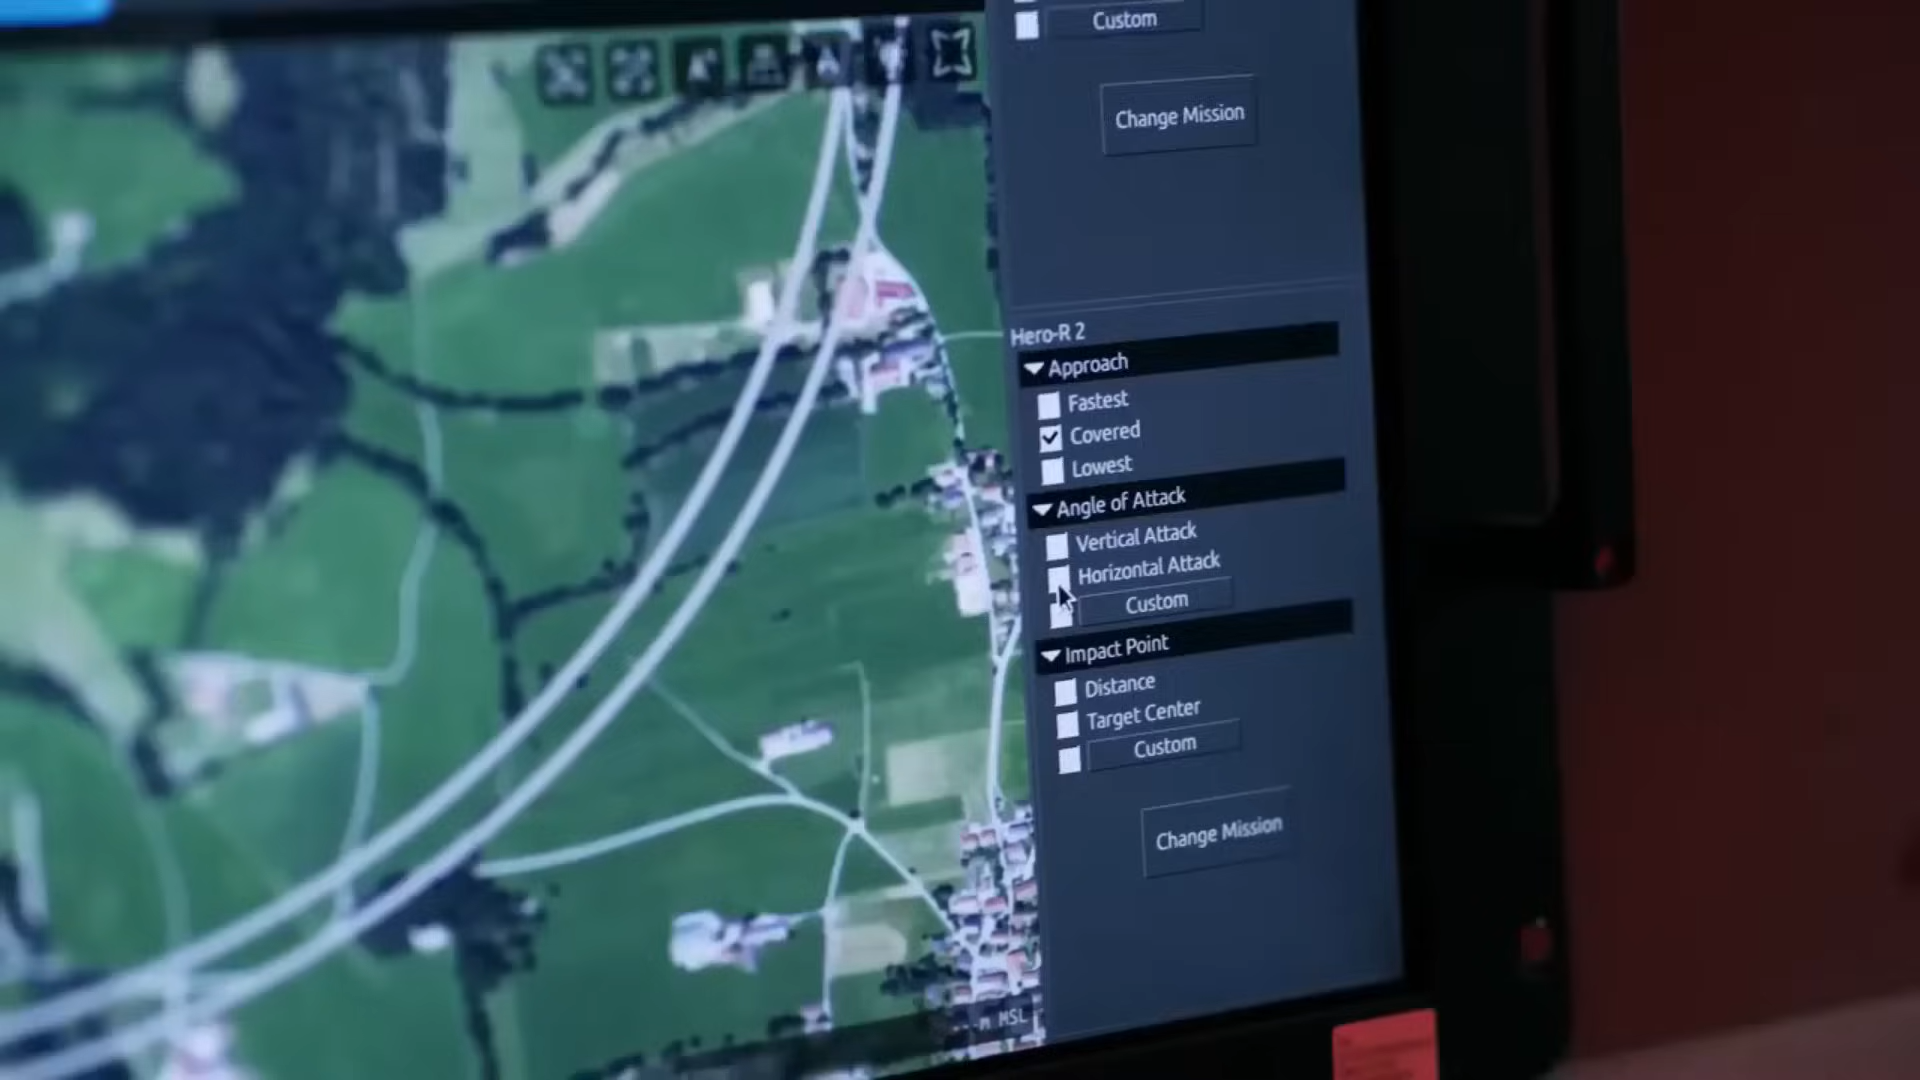 Custom
Change Mission
Hero-R 2
Approach
Fastest
Covered
Lowest
Angle of Attack
Vertical Attack
Horizontal Attack
Custom
Impact Point
Distance
Target Center
Custom
Change Mission
m MSL